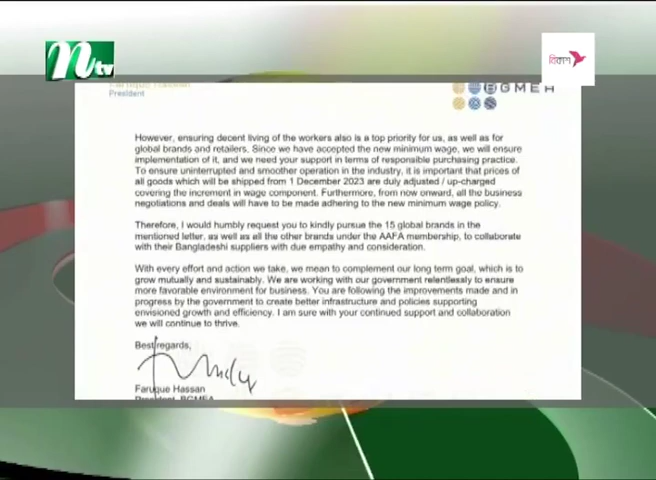 ntv
বিকাশ
Faruque Hassan
President
BGMEA
However, ensuring decent living of the workers also is a top priority for us, as well as for
global brands and retailers. Since we have accepted the new minimum wage, we will ensure
implementation of it, and we need your support in terms of responsible purchasing practice.
To ensure uninterrupted and smoother operation in the industry, it is important that prices of
all goods which will be shipped from 1 December 2023 are duly adjusted / up-charged
covering the increment in wage component. Furthermore, from now onward, all the business
negotiations and deals will have to be made adhering to the new minimum wage policy.
Therefore, I would humbly request you to kindly pursue the 15 global brands in the
mentioned letter, as well as all the other brands under the AAFA membership, to collaborate
with their Bangladeshi suppliers with due empathy and consideration.
With every effort and action we take, we mean to complement our long term goal, which is to
grow mutually and sustainably. We are working with our government relentlessly to ensure
more favorable environment for business. You are following the improvements made and in
progress by the government to create better infrastructure and policies supporting
envisioned growth and efficiency. I am sure with your continued support and collaboration
we will continue to thrive.
Best regards,
Faruque Hassan
President, BGMEA